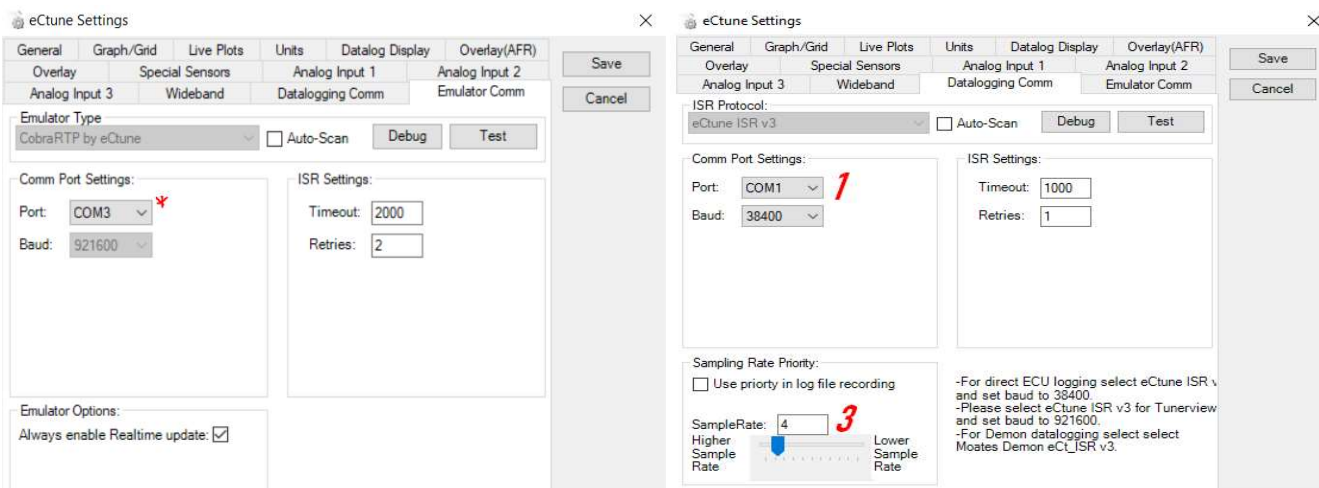 eCtune Settings
General Graph/Grid Live Plots Units Datalog Display Overlay(AFR)
Overlay Special Sensors Analog Input 1 Analog Input 2
Analog Input 3 Wideband Datalogging Comm Emulator Comm
Save
Cancel
Emulator Type
CobraRTP by eCtune Auto-Scan Debug Test
Comm Port Settings:
Port: COM3 *
Baud: 921600
ISR Settings:
Timeout: 2000
Retries: 2
Emulator Options:
Always enable Realtime update:
eCtune Settings
General Graph/Grid Live Plots Units Datalog Display Overlay(AFR)
Overlay Special Sensors Analog Input 1 Analog Input 2
Analog Input 3 Wideband Datalogging Comm Emulator Comm
Save
Cancel
ISR Protocol:
eCtune ISR v3 Auto-Scan Debug Test
Comm Port Settings:
Port: COM1 1
Baud: 38400
ISR Settings:
Timeout: 1000
Retries: 1
Sampling Rate Priority:
Use priorty in log file recording
SampleRate: 4 3
Higher
Sample
Rate
Lower
Sample
Rate
-For direct ECU logging select eCtune ISR v
and set baud to 38400.
-Please select eCtune ISR v3 for Tunerview
and set baud to 921600.
-For Demon datalogging select select
Moates Demon eCt_ISR v3.